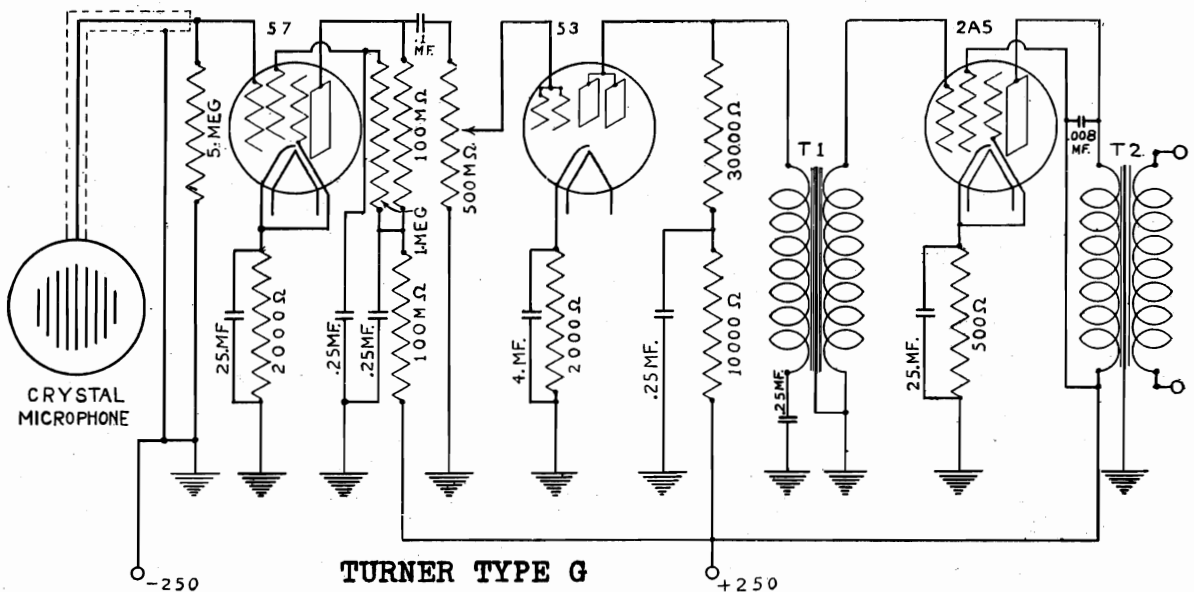 57
53
2A5
.1
MF.
5. MEG
100MΩ
500MΩ
30000Ω
T1
.008
MF.
T2
1.MEG
25.MF.
2000Ω
.25MF.
.25MF.
100MΩ
4.MF.
2000Ω
.25MF.
10000Ω
.25MF.
25.MF.
500Ω
CRYSTAL
MICROPHONE
-250
TURNER TYPE G
+250